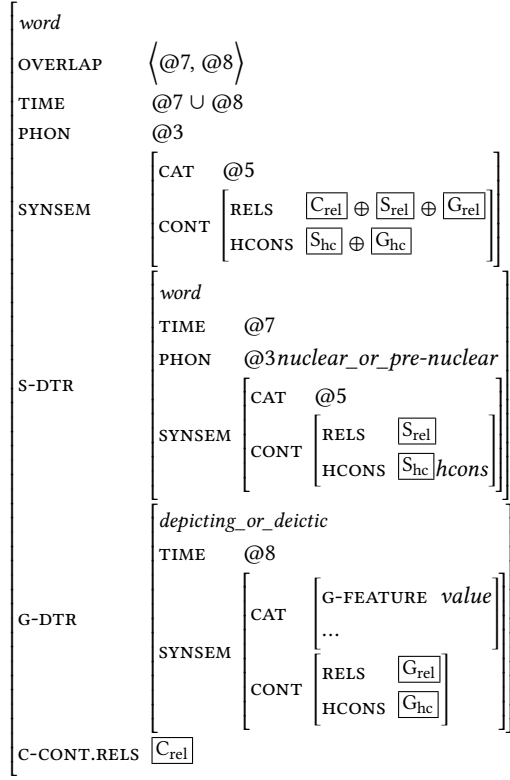 word
OVERLAP ⟨@7, @8⟩
TIME @7 ∪ @8
PHON @3
CAT @5
SYNSEM
RELS C_rel ⊕ S_rel ⊕ G_rel
CONT
HCONS S_hc ⊕ G_hc
word
TIME @7
PHON @3nuclear_or_pre-nuclear
S-DTR
CAT @5
SYNSEM
RELS S_rel
CONT
HCONS S_hc hcons
depicting_or_deictic
TIME @8
G-FEATURE value
CAT
...
G-DTR
SYNSEM
RELS G_rel
CONT
HCONS G_hc
C-CONT.RELS C_rel